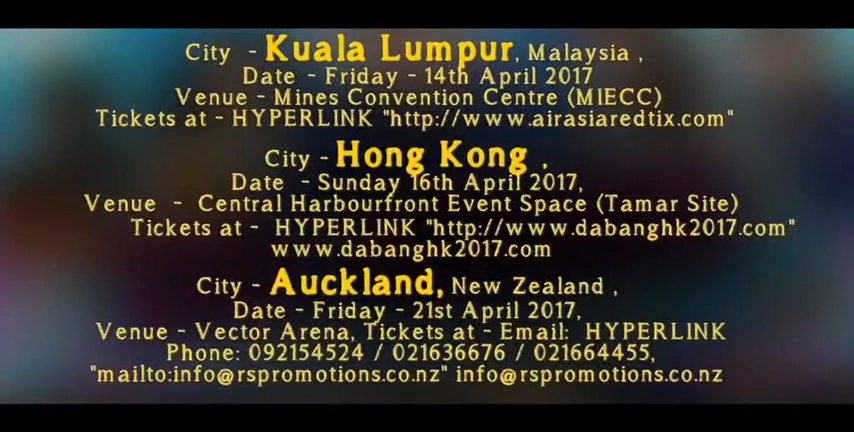 City - Kuala Lumpur, Malaysia ,
Date - Friday - 14th April 2017
Venue - Mines Convention Centre (MIECC)
Tickets at - HYPERLINK "http://www.airasiaredtix.com"
City - Hong Kong ,
Date - Sunday 16th April 2017,
Venue - Central Harbourfront Event Space (Tamar Site)
Tickets at - HYPERLINK "http://www.dabanghk2017.com"
www.dabanghk2017.com
City - Auckland, New Zealand ,
Date - Friday - 21st April 2017,
Venue - Vector Arena, Tickets at - Email: HYPERLINK
Phone: 092154524 / 021636676 / 021664455,
"mailto:info@rspromotions.co.nz" info@rspromotions.co.nz